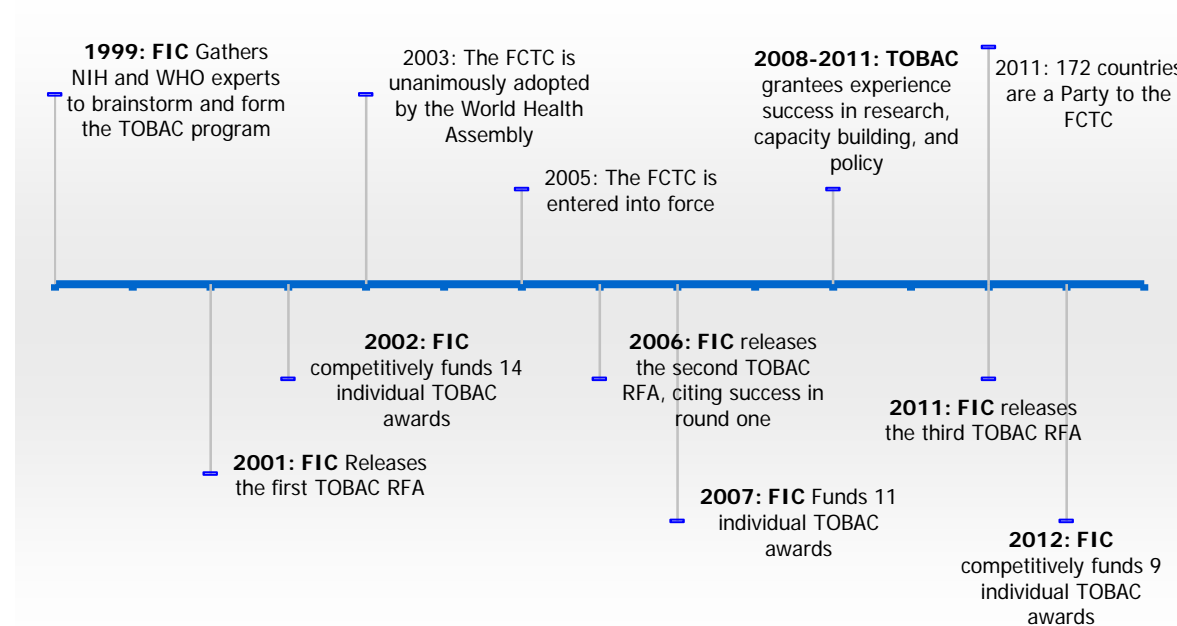 1999: FIC Gathers
NIH and WHO experts
to brainstorm and form
the TOBAC program
2003: The FCTC is
unanimously adopted
by the World Health
Assembly
2005: The FCTC is
entered into force
2008-2011: TOBAC
grantees experience
success in research,
capacity building, and
policy
2011: 172 countries
are a Party to the
FCTC
2002: FIC
competitively funds 14
individual TOBAC
awards
2001: FIC Releases
the first TOBAC RFA
2006: FIC releases
the second TOBAC
RFA, citing success in
round one
2007: FIC Funds 11
individual TOBAC
awards
2011: FIC releases
the third TOBAC RFA
2012: FIC
competitively funds 9
individual TOBAC
awards